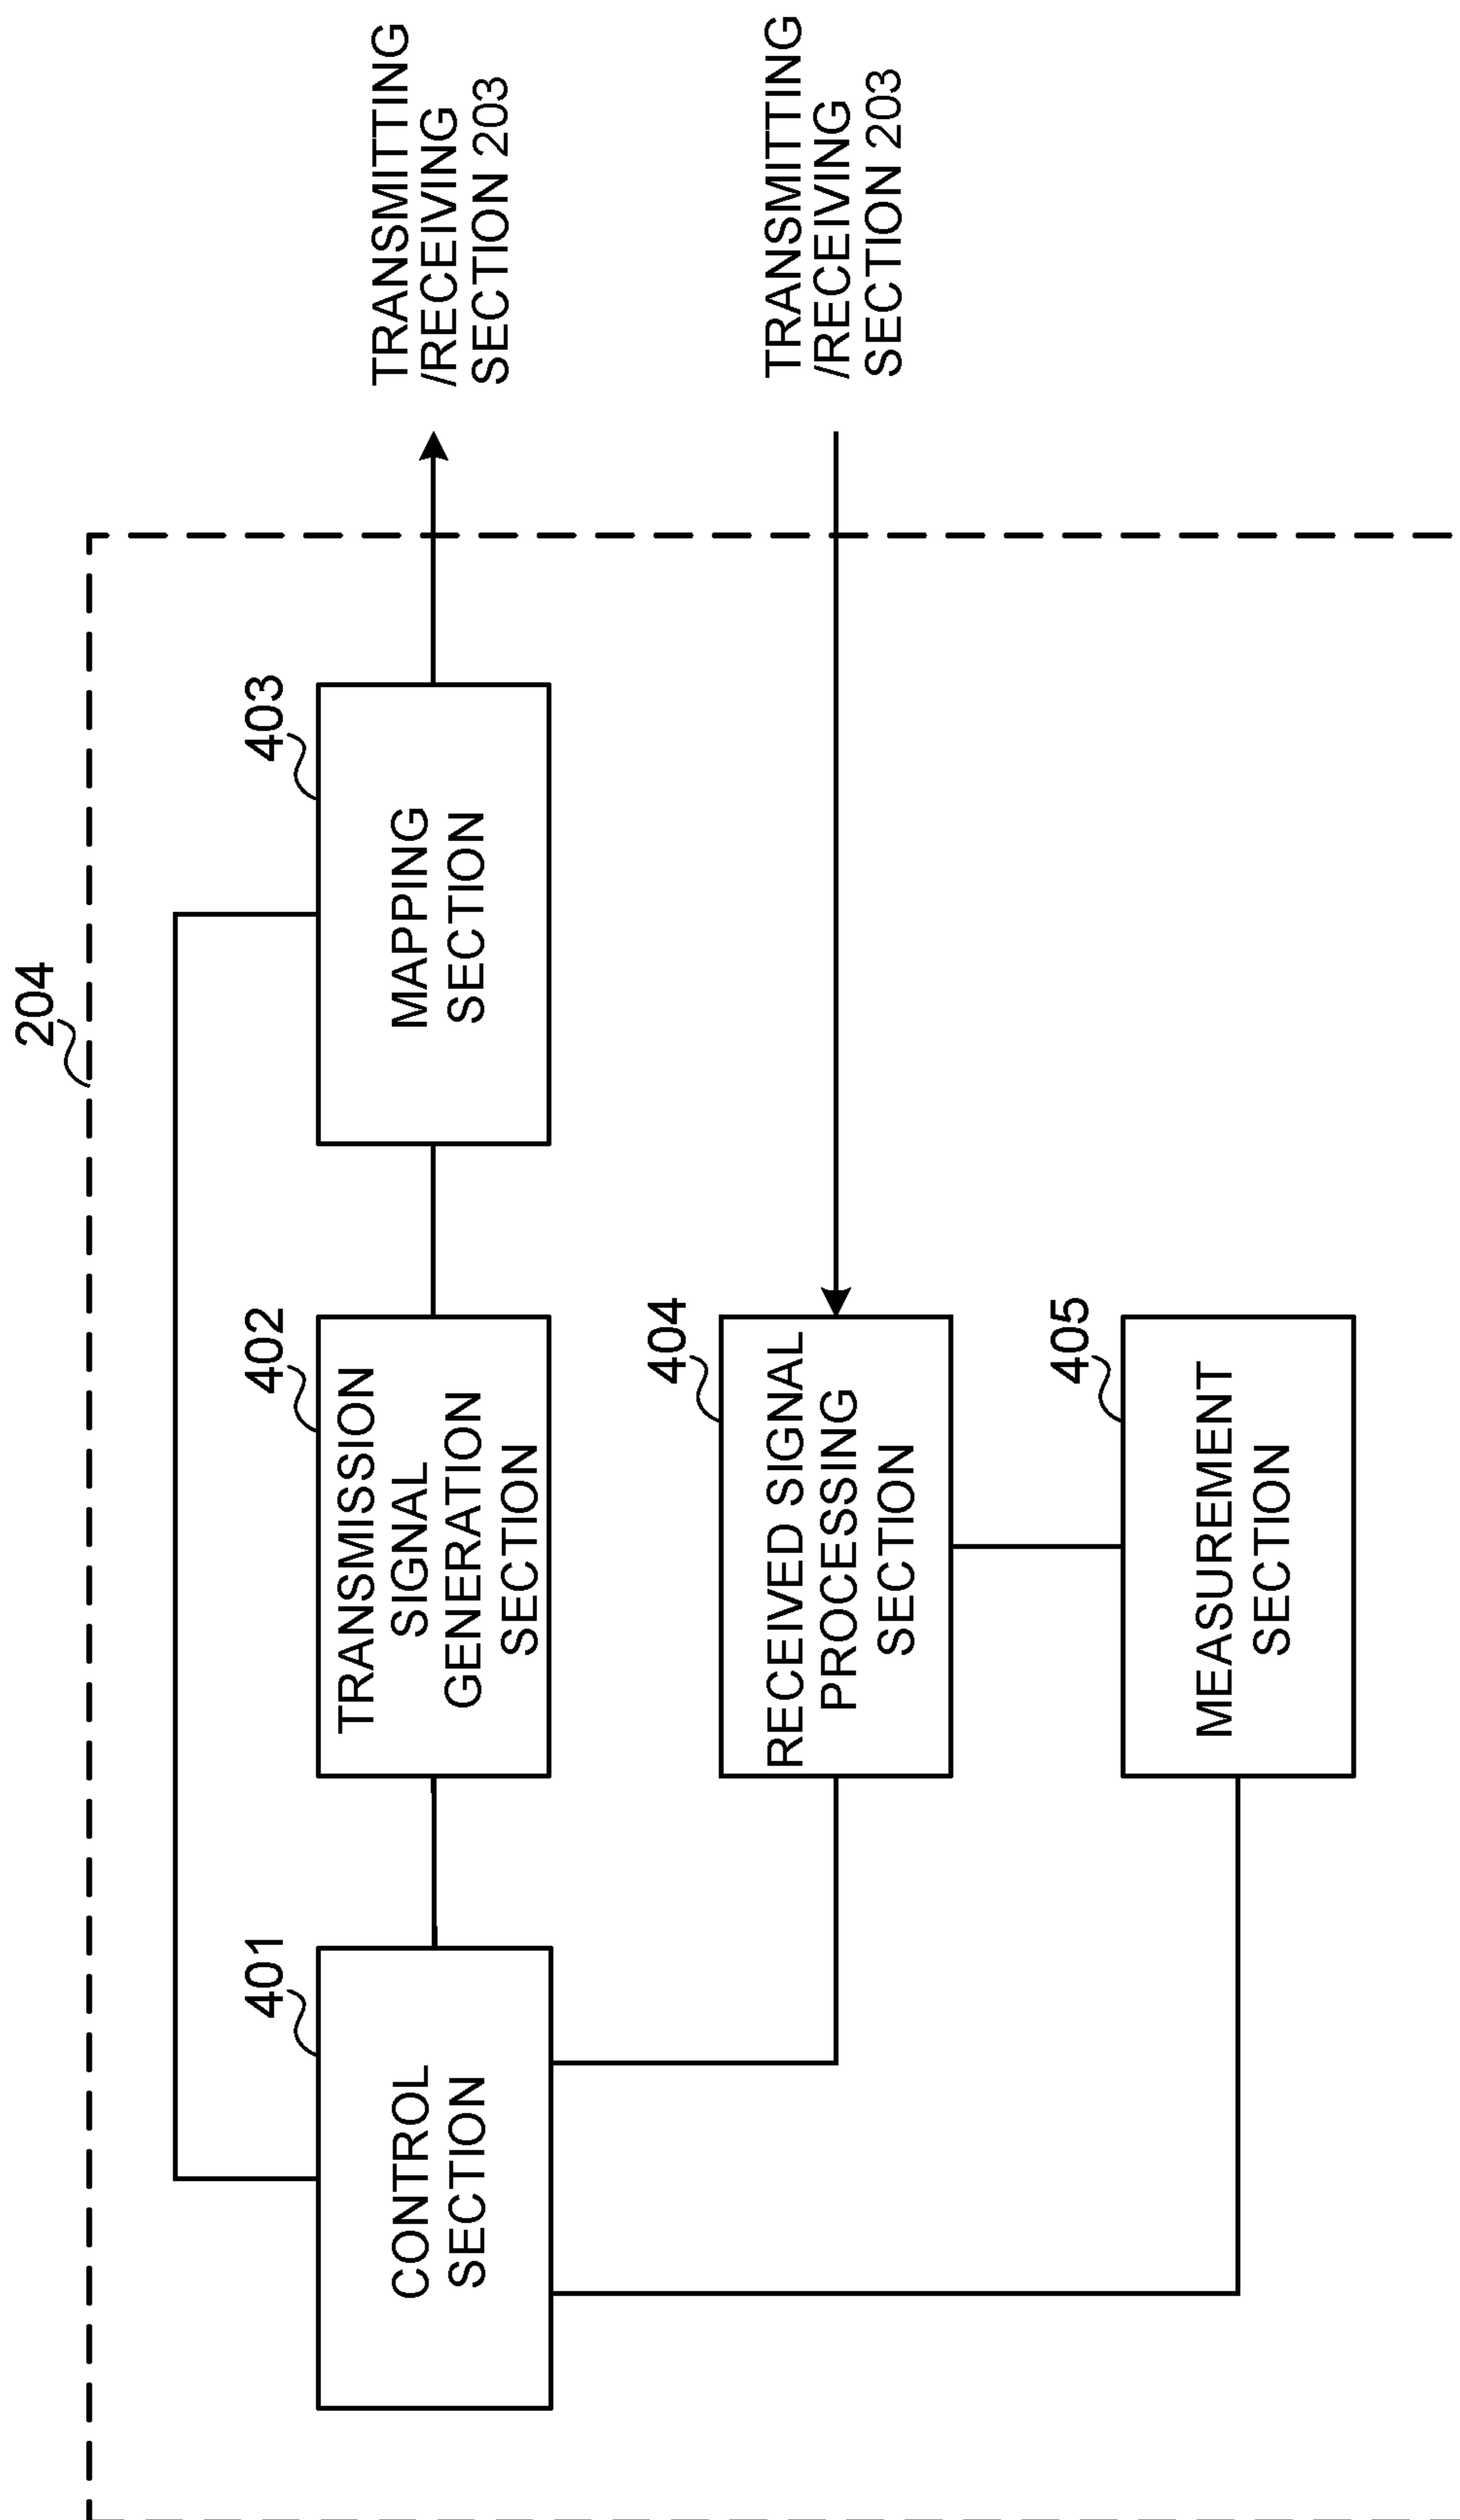 204
401
CONTROL
SECTION
402
TRANSMISSION
SIGNAL
GENERATION
SECTION
403
MAPPING
SECTION
TRANSMITTING
/RECEIVING
SECTION 203
404
RECEIVED SIGNAL
PROCESSING
SECTION
TRANSMITTING
/RECEIVING
SECTION 203
405
MEASUREMENT
SECTION